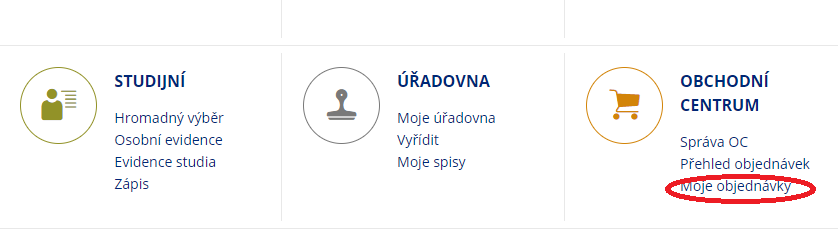 STUDIJNÍ
Hromadný výběr
Osobní evidence
Evidence studia
Zápis
ÚŘADOVNA
Moje úřadovna
Vyřídit
Moje spisy
OBCHODNÍ
CENTRUM
Správa OC
Přehled objednávek
Moje objednávky